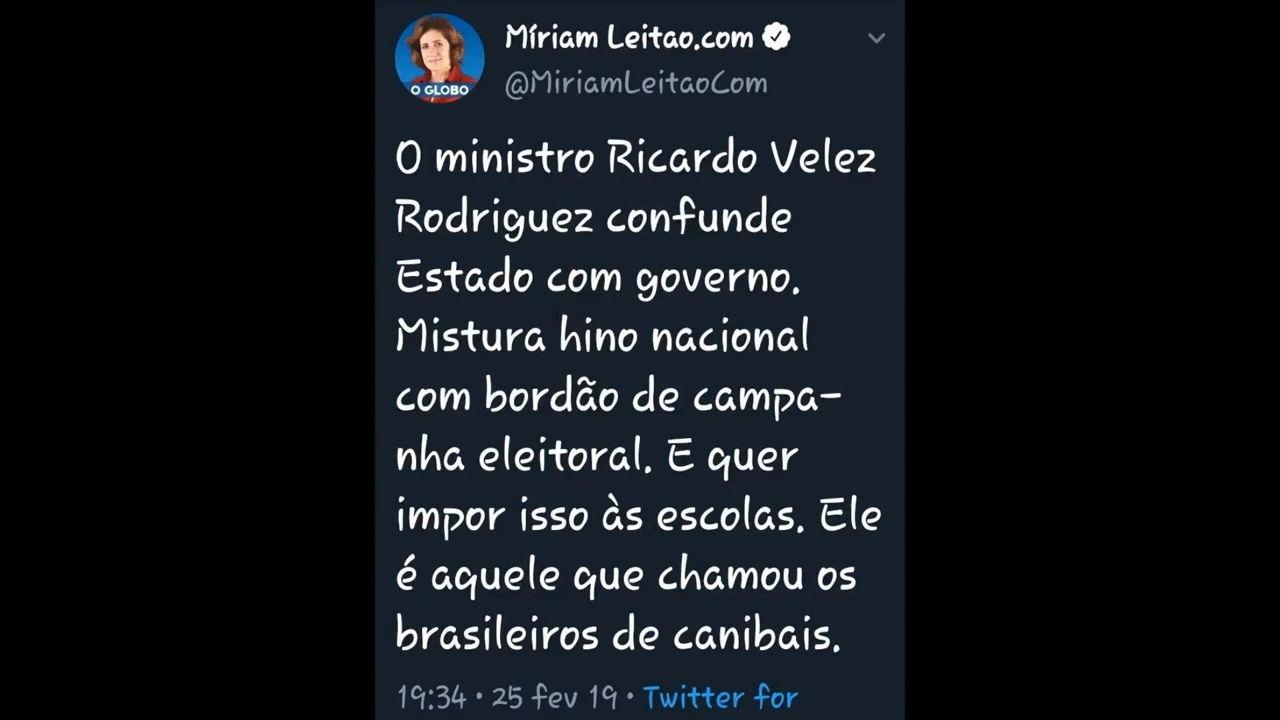 Míriam Leitao.com
@MiriamLeitaoCom
O GLOBO
O ministro Ricardo Velez
Rodriguez confunde
Estado com governo.
Mistura hino nacional
com bordão de campa-
nha eleitoral. E quer
impor isso às escolas. Ele
é aquele que chamou os
brasileiros de canibais.
19:34 • 25 fev 19 • Twitter for